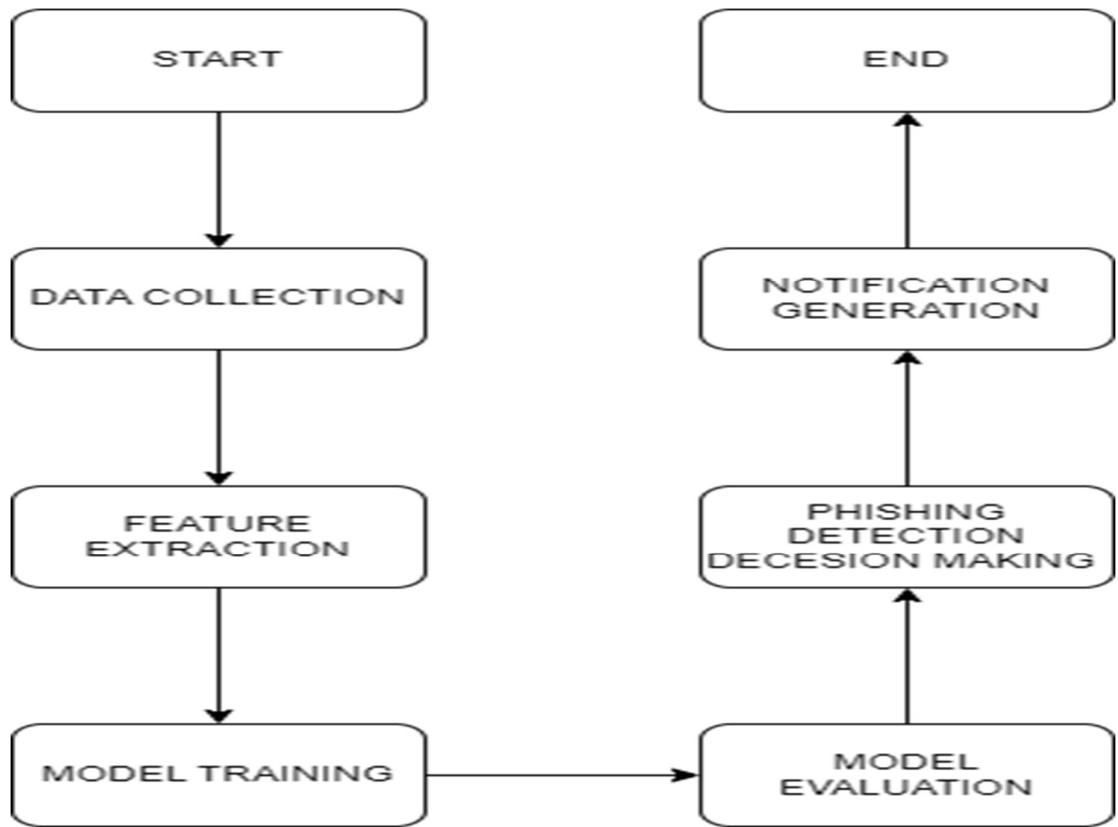 START
DATA COLLECTION
FEATURE
EXTRACTION
MODEL TRAINING
MODEL
EVALUATION
PHISHING
DETECTION
DECESION MAKING
NOTIFICATION
GENERATION
END